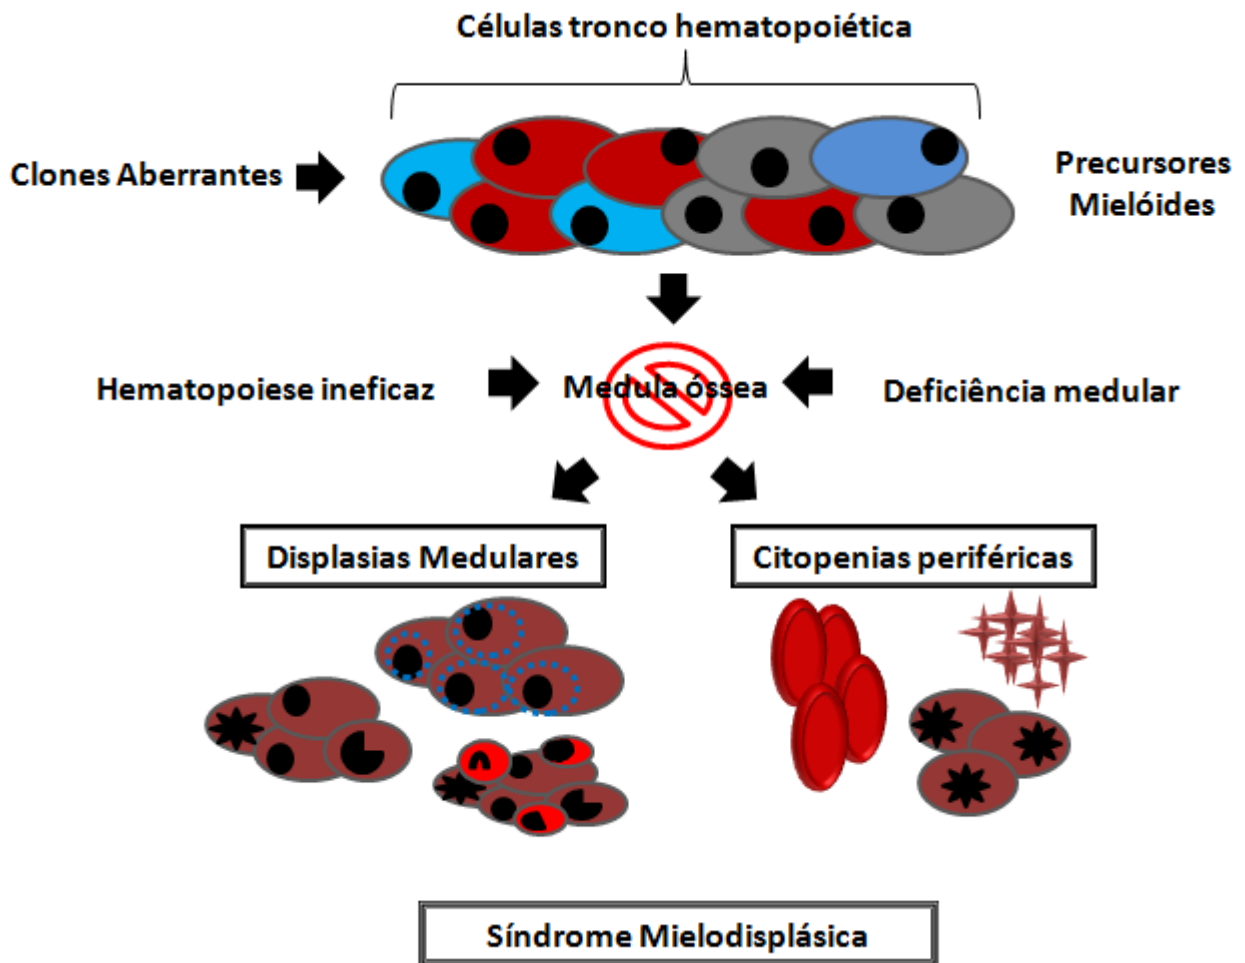 Células tronco hematopoiética
Clones Aberrantes
Precursores
Mielóides
Hematopoiese ineficaz
Medula óssea
Deficiência medular
Displasias Medulares
Citopenias periféricas
Síndrome Mielodisplásica